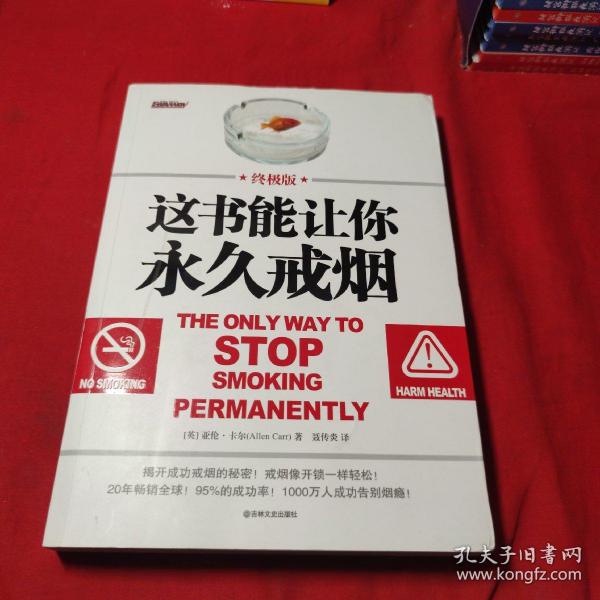 ★ 终极版 ★
这书能让你
永久戒烟
THE ONLY WAY TO
STOP
SMOKING
PERMANENTLY
NO SMOKING
HARM HEALTH
[英] 亚伦·卡尔(Allen Carr) 著 聂传炎 译
揭开成功戒烟的秘密！戒烟像开锁一样轻松！
20年畅销全球！95%的成功率！1000万人成功告别烟瘾！
吉林文史出版社
孔夫子旧书网
www.kongfz.com